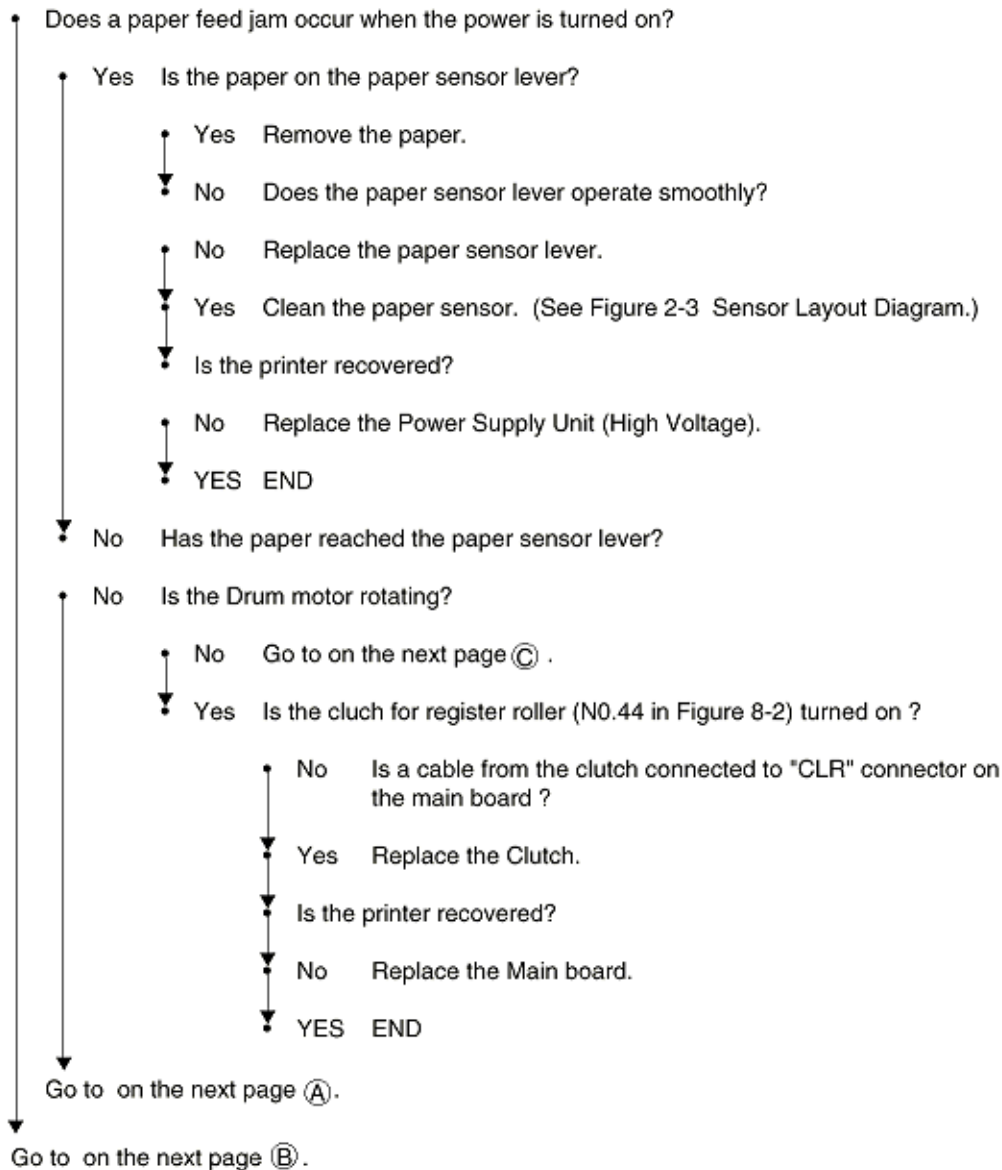 Does a paper feed jam occur when the power is turned on?
Yes Is the paper on the paper sensor lever?
Yes Remove the paper.
No Does the paper sensor lever operate smoothly?
No Replace the paper sensor lever.
Yes Clean the paper sensor. (See Figure 2-3 Sensor Layout Diagram.)
Is the printer recovered?
No Replace the Power Supply Unit (High Voltage).
YES END
No Has the paper reached the paper sensor lever?
No Is the Drum motor rotating?
No Go to on the next page Ⓒ .
Yes Is the cluch for register roller (N0.44 in Figure 8-2) turned on ?
No Is a cable from the clutch connected to "CLR" connector on
the main board ?
Yes Replace the Clutch.
Is the printer recovered?
No Replace the Main board.
YES END
Go to on the next page Ⓐ.
Go to on the next page Ⓑ .